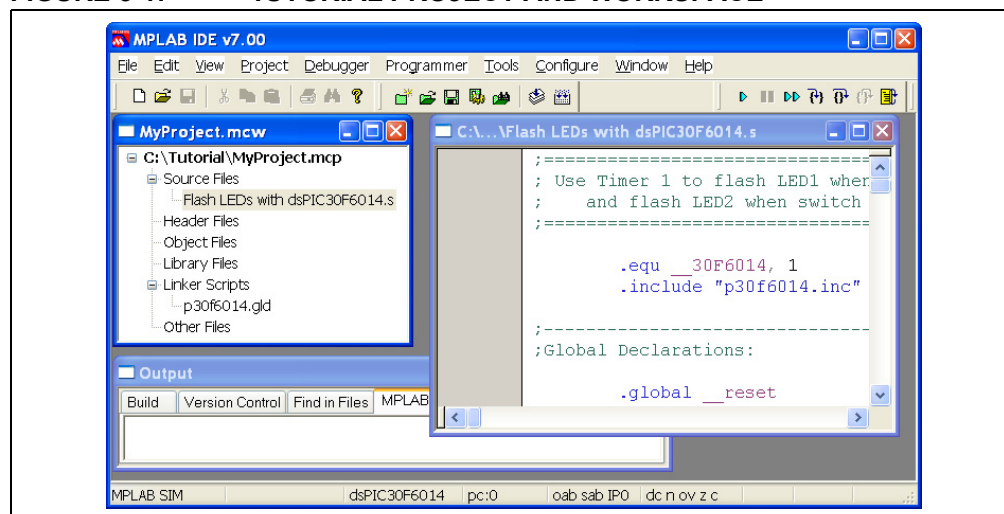 MPLAB IDE v7.00
File Edit View Project Debugger Programmer Tools Configure Window Help
MyProject.mcw
C:\Tutorial\MyProject.mcp
Source Files
Flash LEDs with dsPIC30F6014.s
Header Files
Object Files
Library Files
Linker Scripts
p30f6014.gld
Other Files
C:\...\Flash LEDs with dsPIC30F6014.s
;==================================
; Use Timer 1 to flash LED1 when
; and flash LED2 when switch
;==================================
.equ __30F6014, 1
.include "p30f6014.inc"
;----------------------------------
;Global Declarations:
.global __reset
Output
Build Version Control Find in Files MPLAB
MPLAB SIM dsPIC30F6014 pc:0 oab sab IP0 dc n ov z c